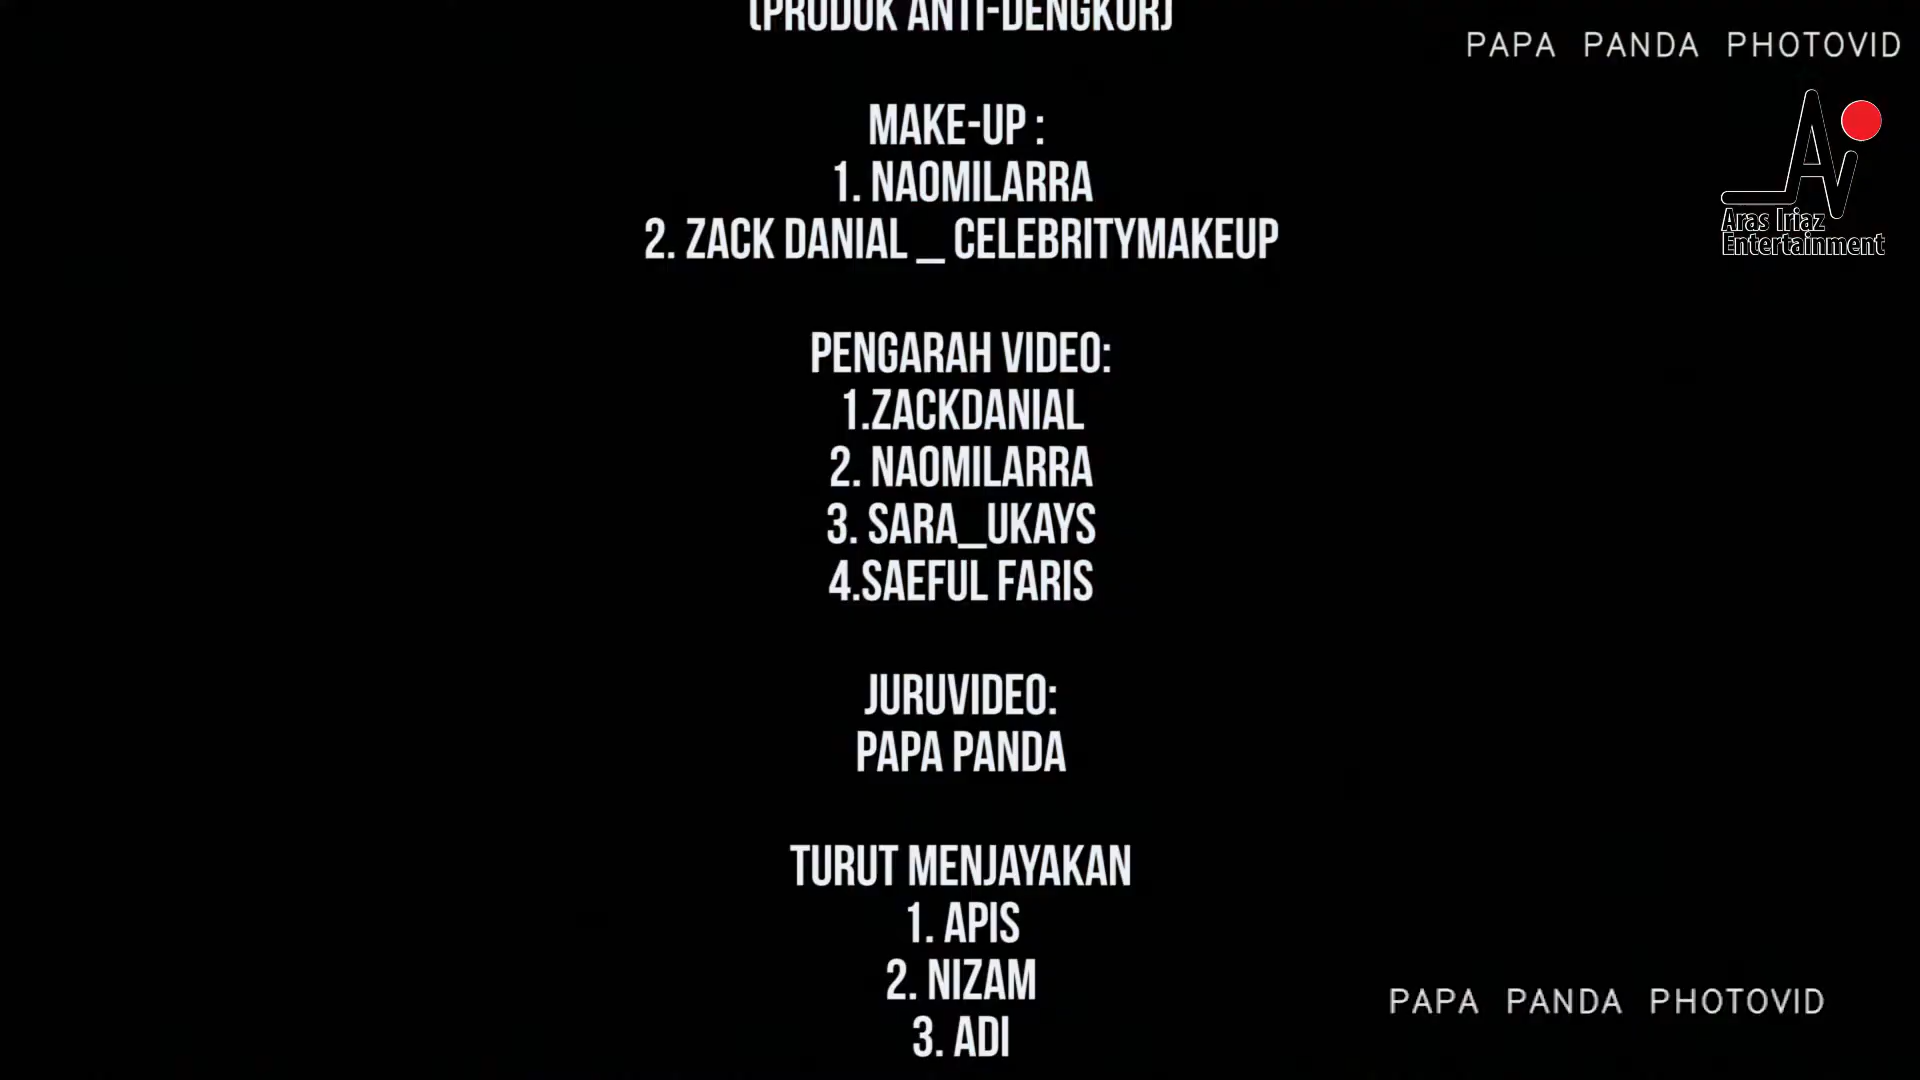 (PRODUK ANTI-DENGKUR)
PAPA PANDA PHOTOVID
Aras Iriaz
Entertainment
MAKE-UP :
1. NAOMILARRA
2. ZACK DANIAL _ CELEBRITYMAKEUP
PENGARAH VIDEO:
1.ZACKDANIAL
2. NAOMILARRA
3. SARA_UKAYS
4.SAEFUL FARIS
JURUVIDEO:
PAPA PANDA
TURUT MENJAYAKAN
1. APIS
2. NIZAM
3. ADI
PAPA PANDA PHOTOVID